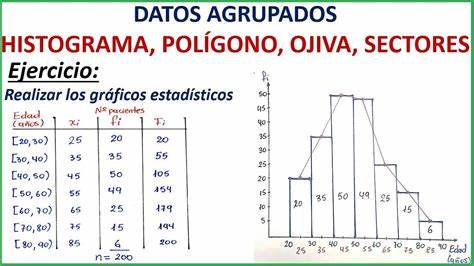 DATOS AGRUPADOS
HISTOGRAMA, POLÍGONO, OJIVA, SECTORES
Ejercicio:
Realizar los gráficos estadísticos
Nº pacientes
Edad (años) xi fi Fi
[20,30) 25 20 20
[30,40) 35 35 55
[40,50) 45 50 105
[50,60) 55 49 154
[60,70) 65 25 179
[70,80) 75 15 194
[80,90) 85 6 200
n = 200
fi
50
45
40
35
30
25
20
15
10
5
20 35 50 49 25 15 6
20 30 40 50 60 70 80 90 Edad (años)
25 35 45 55 65 75 85